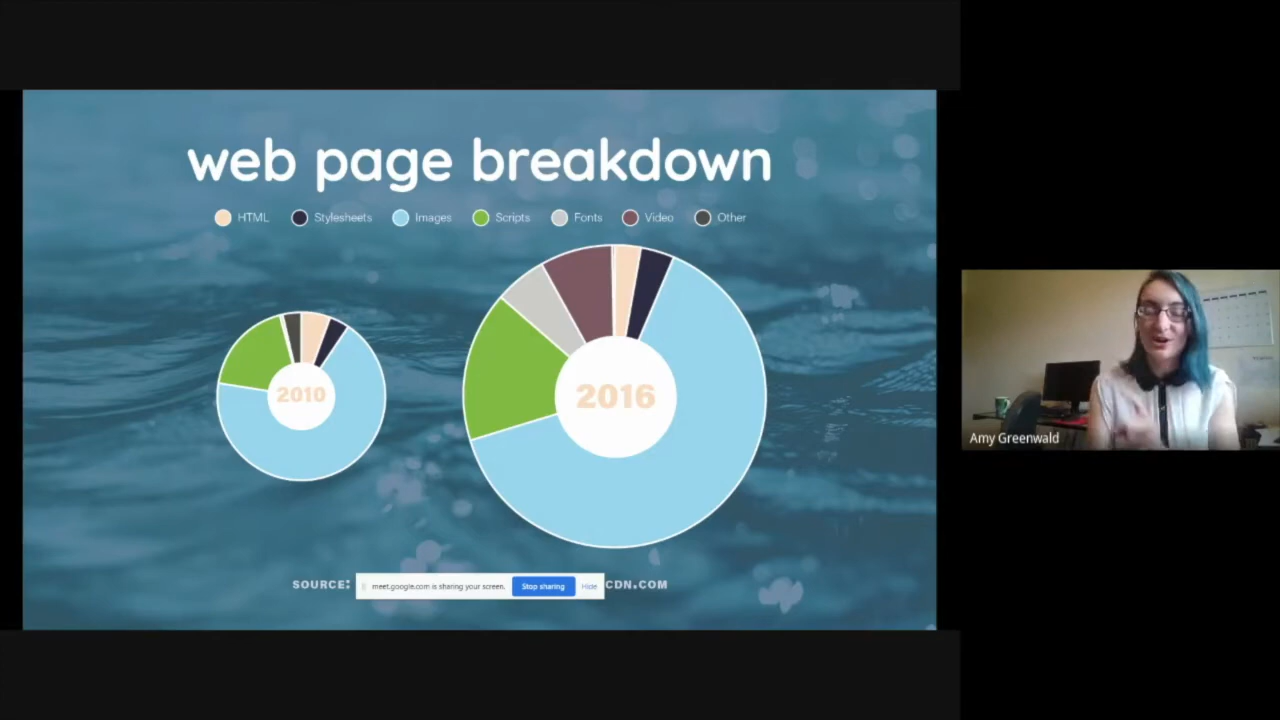 web page breakdown
HTML Stylesheets Images Scripts Fonts Video Other
2010
2016
SOURCE: CDN.COM
meet.google.com is sharing your screen. Stop sharing Hide
Amy Greenwald